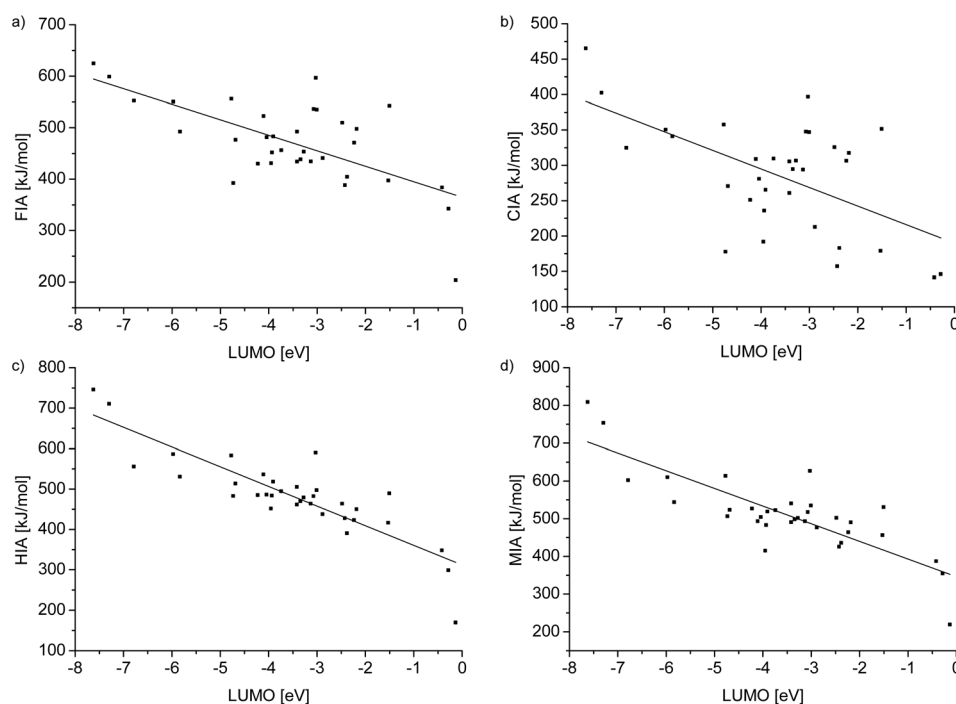 a)
700
600
500
400
300
200
FIA [kJ/mol]
-8 -7 -6 -5 -4 -3 -2 -1 0
LUMO [eV]
b)
500
450
400
350
300
250
200
150
100
CIA [kJ/mol]
-8 -7 -6 -5 -4 -3 -2 -1 0
LUMO [eV]
c)
800
700
600
500
400
300
200
100
HIA [kJ/mol]
-8 -7 -6 -5 -4 -3 -2 -1 0
LUMO [eV]
d)
900
800
700
600
500
400
300
200
MIA [kJ/mol]
-8 -7 -6 -5 -4 -3 -2 -1 0
LUMO [eV]